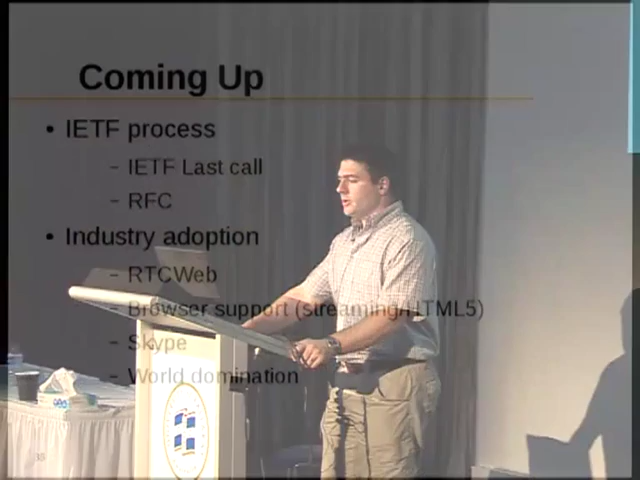 Coming Up
• IETF process
– IETF Last call
– RFC
• Industry adoption
– RTCWeb
– Browser support (streaming/HTML5)
– Skype
– World domination